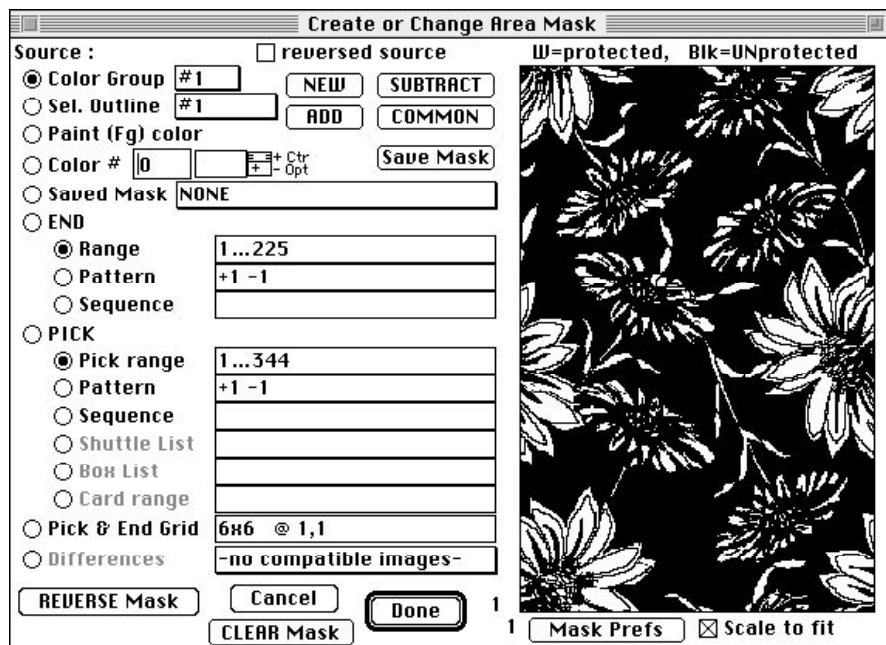 Create or Change Area Mask
Source : reversed source W=protected, Blk=UNprotected
Color Group #1 NEW SUBTRACT
Sel. Outline #1 ADD COMMON
Paint (Fg) color
Color # 0 + Ctr Save Mask
+ - Opt
Saved Mask NONE
END
Range 1...225
Pattern +1 -1
Sequence
PICK
Pick range 1...344
Pattern +1 -1
Sequence
Shuttle List
Box List
Card range
Pick & End Grid 6x6 @ 1,1
Differences -no compatible images-
REVERSE Mask Cancel Done 1
CLEAR Mask 1 Mask Prefs Scale to fit